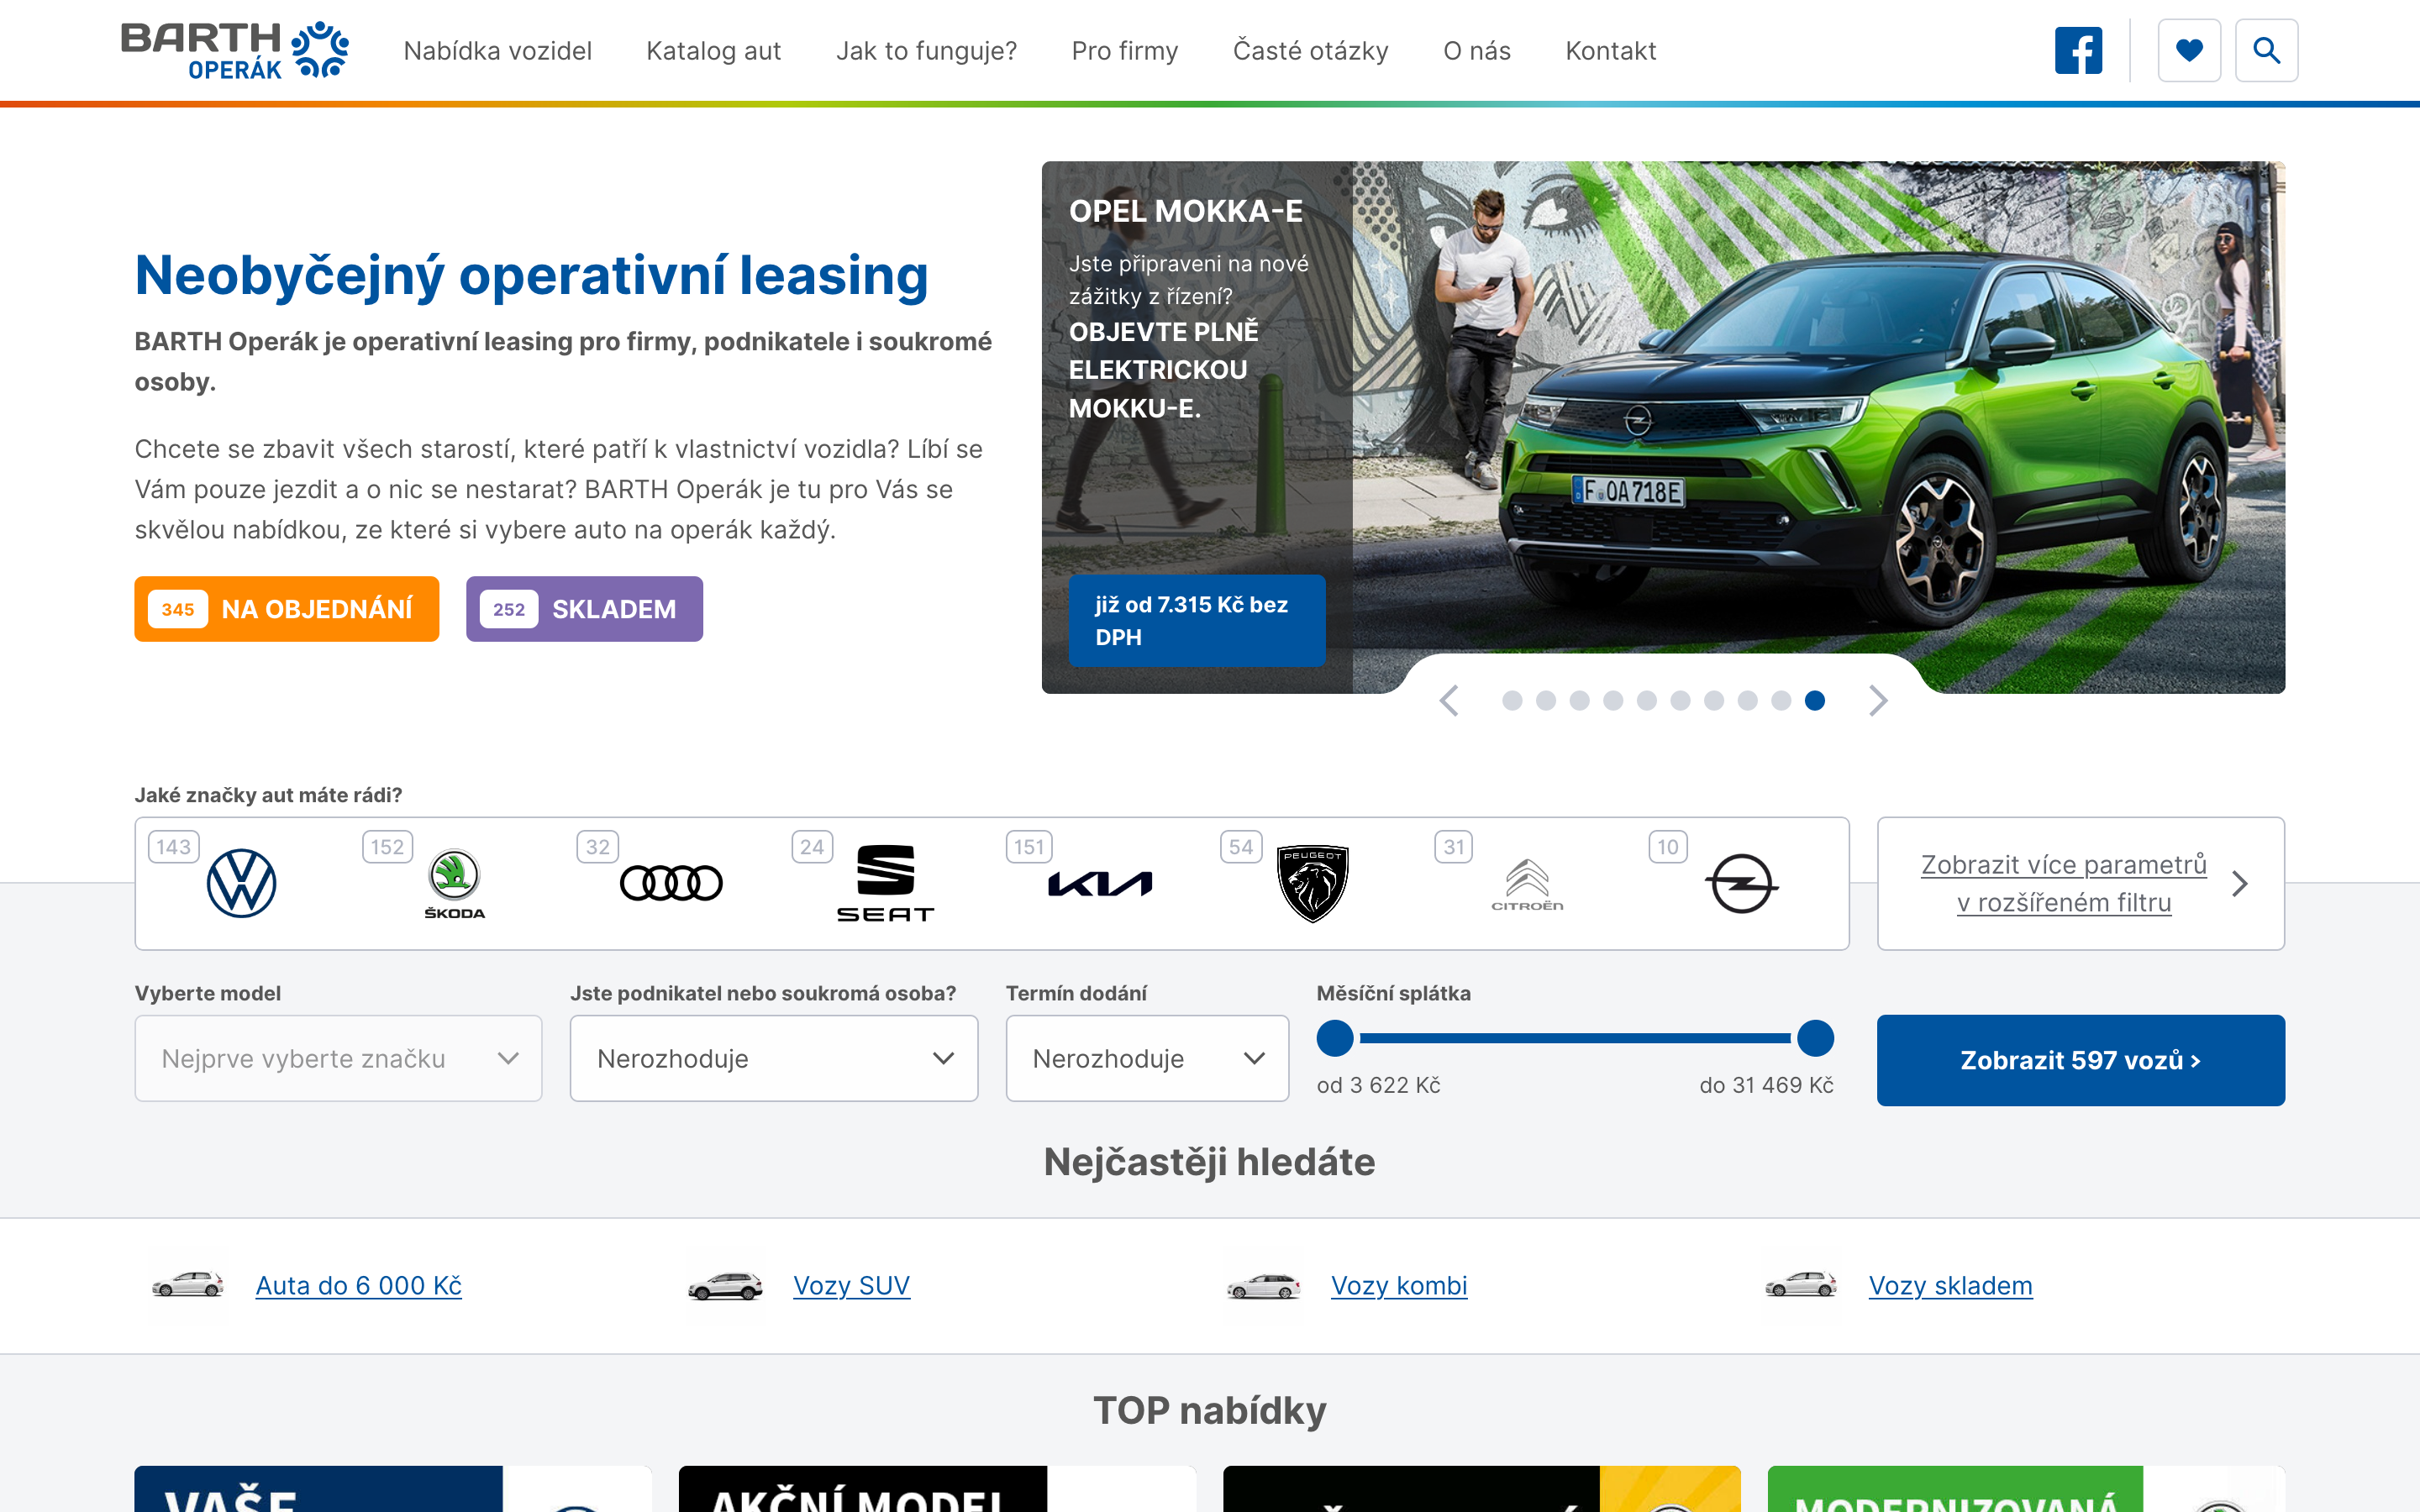 BARTH
OPERÁK
Nabídka vozidel
Katalog aut
Jak to funguje?
Pro firmy
Časté otázky
O nás
Kontakt
Neobyčejný operativní leasing
BARTH Operák je operativní leasing pro firmy, podnikatele i soukromé
osoby.
Chcete se zbavit všech starostí, které patří k vlastnictví vozidla? Líbí se
Vám pouze jezdit a o nic se nestarat? BARTH Operák je tu pro Vás se
skvělou nabídkou, ze které si vybere auto na operák každý.
345 NA OBJEDNÁNÍ
252 SKLADEM
OPEL MOKKA-E
Jste připraveni na nové
zážitky z řízení?
OBJEVTE PLNĚ
ELEKTRICKOU
MOKKU-E.
již od 7.315 Kč bez
DPH
F OA 718E
Jaké značky aut máte rádi?
143
152
ŠKODA
32
24
SEAT
151
KIA
54
PEUGEOT
31
CITROËN
10
Zobrazit více parametrů
v rozšířeném filtru
Vyberte model
Nejprve vyberte značku
Jste podnikatel nebo soukromá osoba?
Nerozhoduje
Termín dodání
Nerozhoduje
Měsíční splátka
od 3 622 Kč
do 31 469 Kč
Zobrazit 597 vozů >
Nejčastěji hledáte
Auta do 6 000 Kč
Vozy SUV
Vozy kombi
Vozy skladem
TOP nabídky
VAŠE
AKČNÍ MODEL
MODERNIZOVANÁ